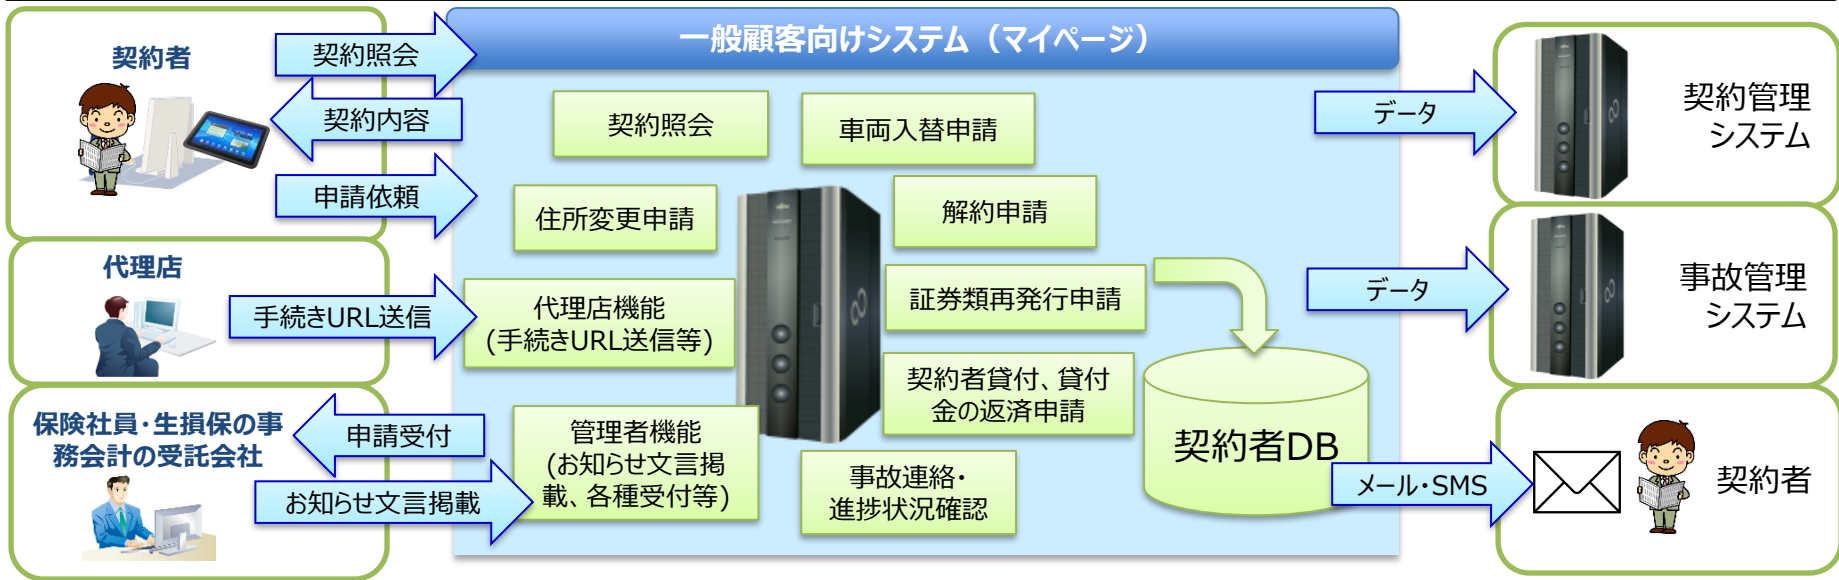 一般顧客向けシステム（マイページ）
契約者
契約照会
契約内容
申請依頼
代理店
手続きURL送信
保険社員・生損保の事
務会計の受託会社
申請受付
お知らせ文言掲載
契約照会
車両入替申請
住所変更申請
解約申請
代理店機能
(手続きURL送信等)
証券類再発行申請
契約者貸付、貸付
金の返済申請
管理者機能
(お知らせ文言掲
載、各種受付等)
事故連絡・
進捗状況確認
契約者DB
データ
契約管理
システム
データ
事故管理
システム
メール・SMS
契約者